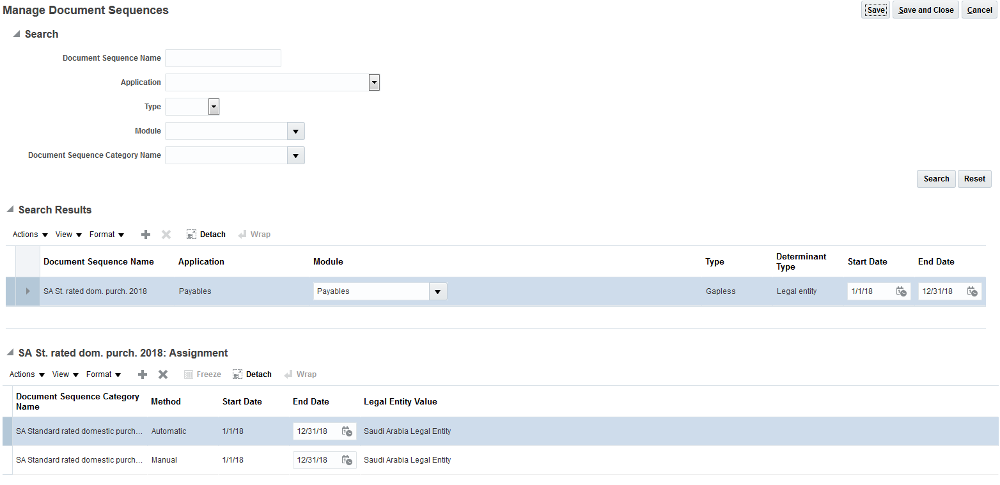 Manage Document Sequences
Save Save and Close Cancel
Search
Document Sequence Name
Application
Type
Module
Document Sequence Category Name
Search Reset
Search Results
Actions View Format Detach Wrap
Document Sequence Name Application Module Type Determinant Type Start Date End Date
SA St. rated dom. purch. 2018 Payables Payables Gapless Legal entity 1/1/18 12/31/18
SA St. rated dom. purch. 2018: Assignment
Actions View Format Freeze Detach Wrap
Document Sequence Category Name Method Start Date End Date Legal Entity Value
SA Standard rated domestic purch... Automatic 1/1/18 12/31/18 Saudi Arabia Legal Entity
SA Standard rated domestic purch... Manual 1/1/18 12/31/18 Saudi Arabia Legal Entity